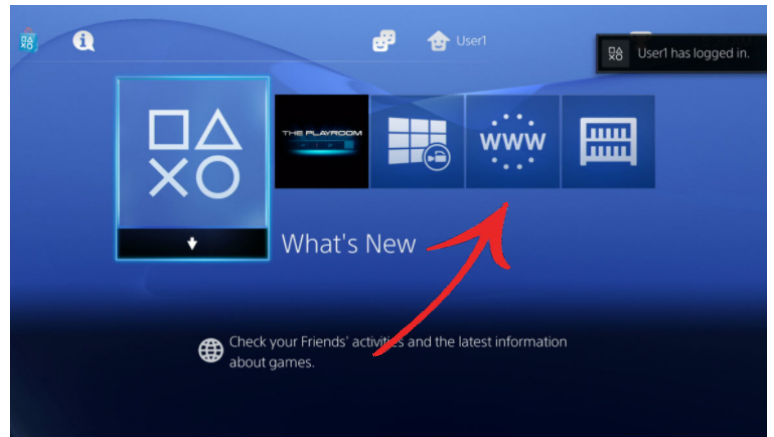 User1
User1 has logged in.
THE PLAYROOM
WWW
What's New
Check your Friends' activities and the latest information
about games.